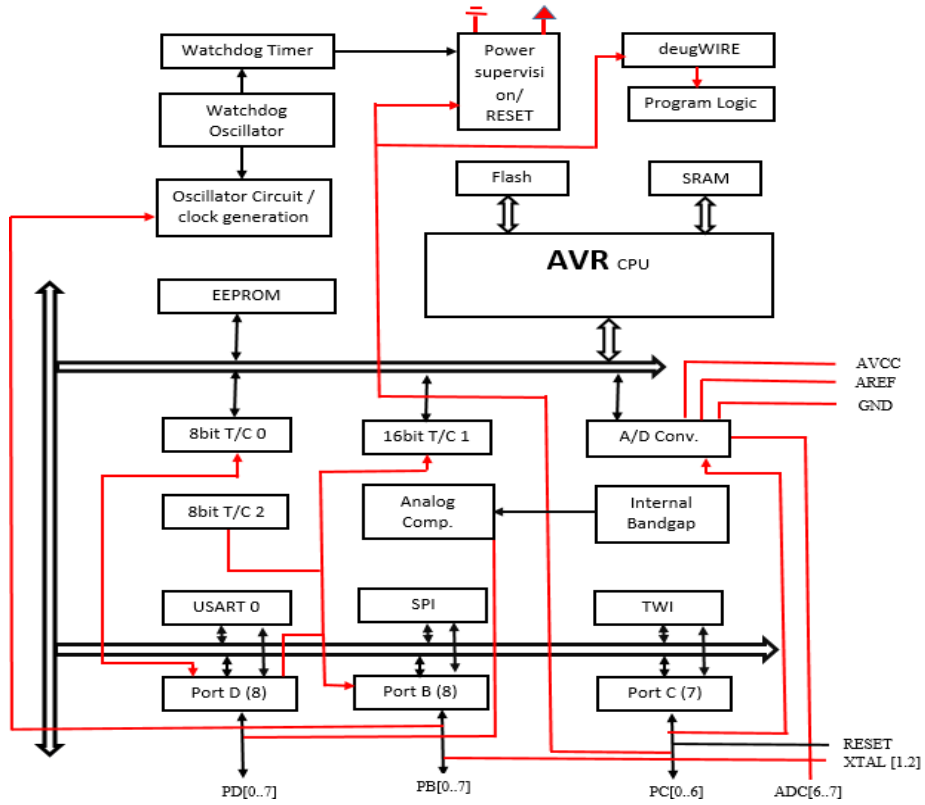 Watchdog Timer
Power
supervisi
on/
RESET
deugWIRE
Program Logic
Watchdog
Oscillator
Oscillator Circuit /
clock generation
Flash
SRAM
AVR CPU
EEPROM
AVCC
AREF
GND
8bit T/C 0
16bit T/C 1
A/D Conv.
8bit T/C 2
Analog
Comp.
Internal
Bandgap
USART 0
SPI
TWI
Port D (8)
Port B (8)
Port C (7)
RESET
XTAL [1.2]
PD[0..7]
PB[0..7]
PC[0..6]
ADC[6..7]